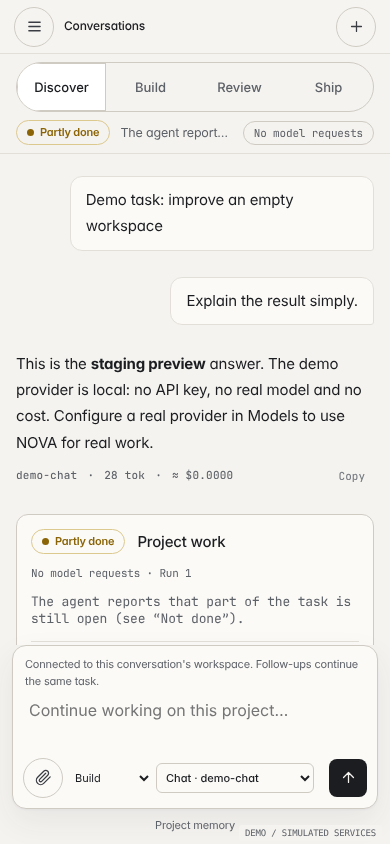 Conversations
Discover
Build
Review
Ship
Partly done
The agent report...
No model requests
Demo task: improve an empty
workspace
Explain the result simply.
This is the staging preview answer. The demo
provider is local: no API key, no real model and no
cost. Configure a real provider in Models to use
NOVA for real work.
demo-chat · 28 tok · ≈ $0.0000
Copy
Partly done
Project work
No model requests · Run 1
The agent reports that part of the task is
still open (see “Not done”).
Connected to this conversation's workspace. Follow-ups continue
the same task.
Continue working on this project...
Build
Chat · demo-chat
Project memory
DEMO / SIMULATED SERVICES